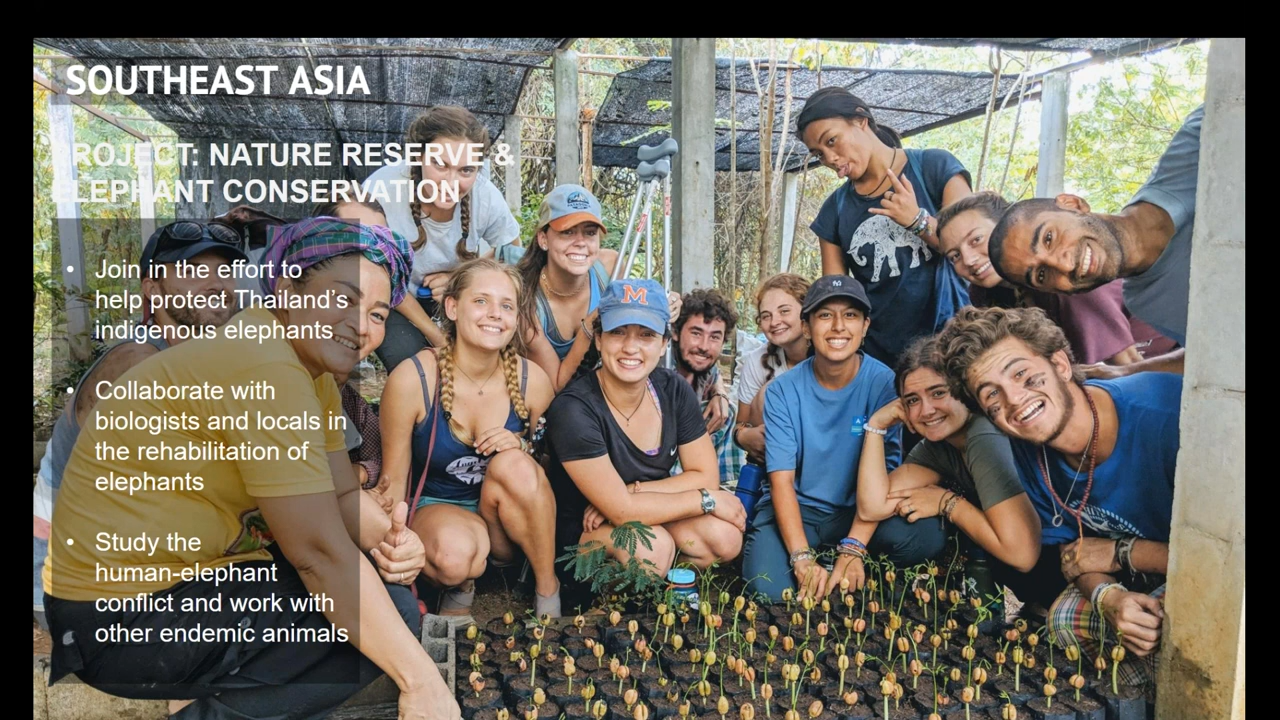 SOUTHEAST ASIA
PROJECT: NATURE RESERVE &
ELEPHANT CONSERVATION
• Join in the effort to
help protect Thailand’s
indigenous elephants
• Collaborate with
biologists and locals in
the rehabilitation of
elephants
• Study the
human-elephant
conflict and work with
other endemic animals
M